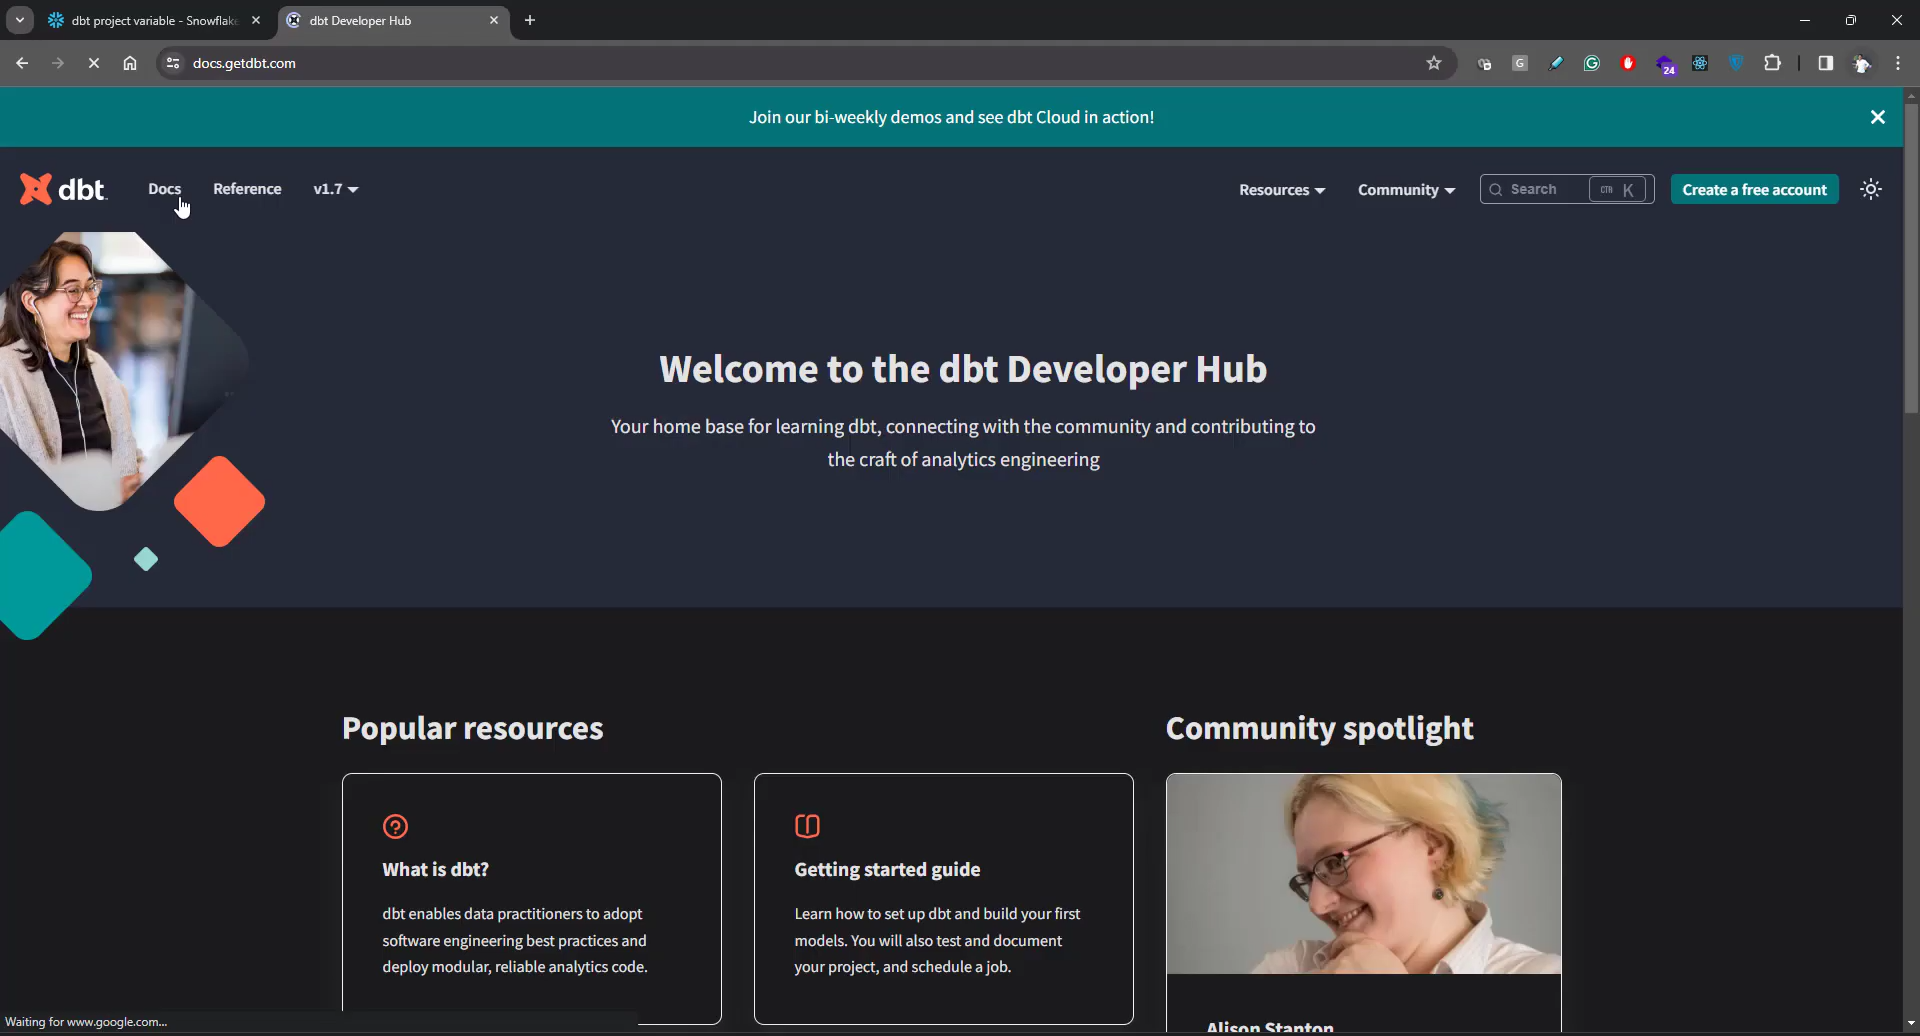 dbt project variable - Snowflake
dbt Developer Hub
docs.getdbt.com
G
24
Join our bi-weekly demos and see dbt Cloud in action!
dbt
Docs
Reference
v1.7
Resources
Community
Search
K
Create a free account
Welcome to the dbt Developer Hub
Your home base for learning dbt, connecting with the community and contributing to
the craft of analytics engineering
Popular resources
Community spotlight
What is dbt?
dbt enables data practitioners to adopt
software engineering best practices and
deploy modular, reliable analytics code.
Getting started guide
Learn how to set up dbt and build your first
models. You will also test and document
your project, and schedule a job.
Alison Stanton
Waiting for www.google.com...